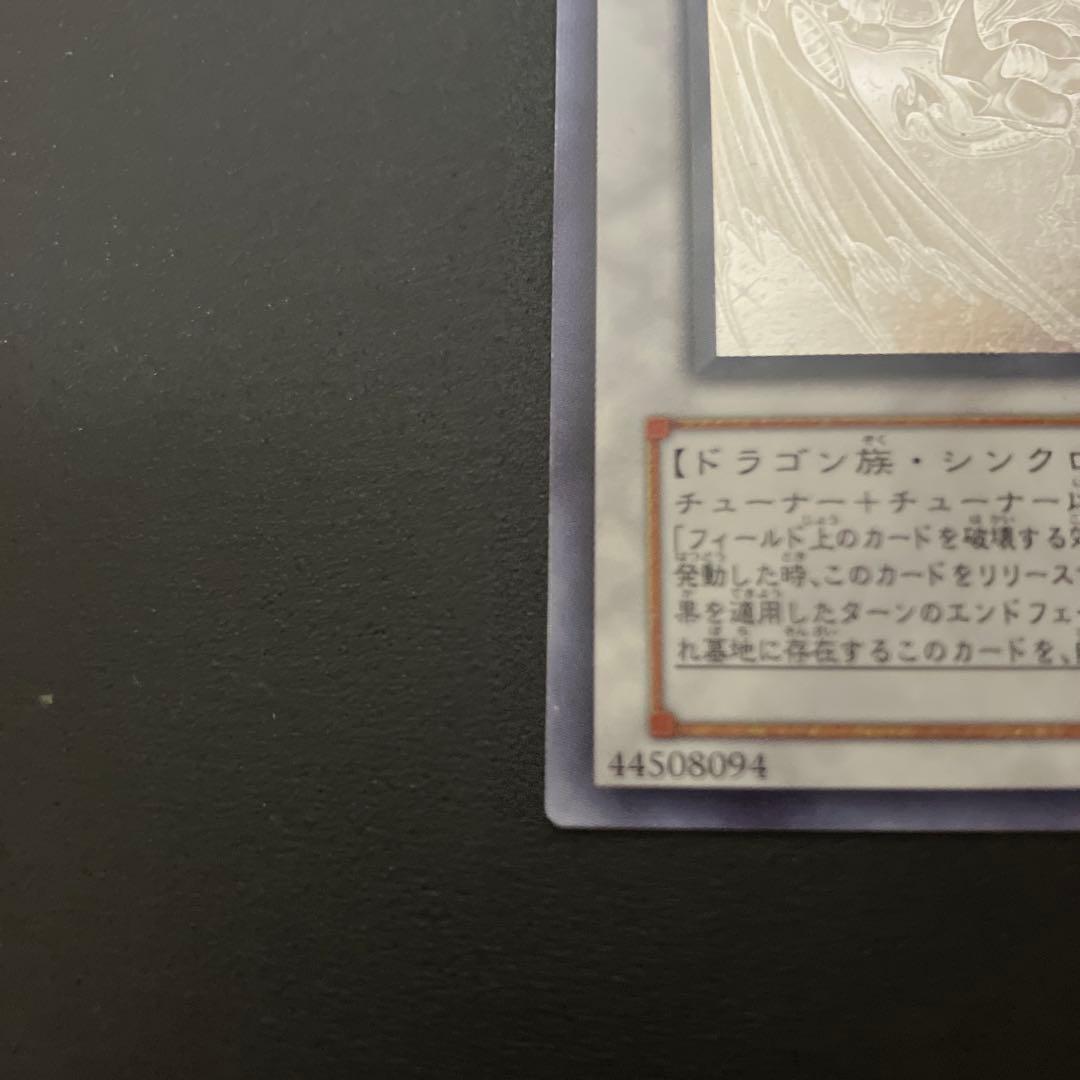 【ドラゴン族・シンクロ
チューナー＋チューナー以
「フィールド上のカードを破壊する効
発動した時、このカードをリリースす
果を適用したターンのエンドフェー
れ墓地に存在するこのカードを、自
44508094